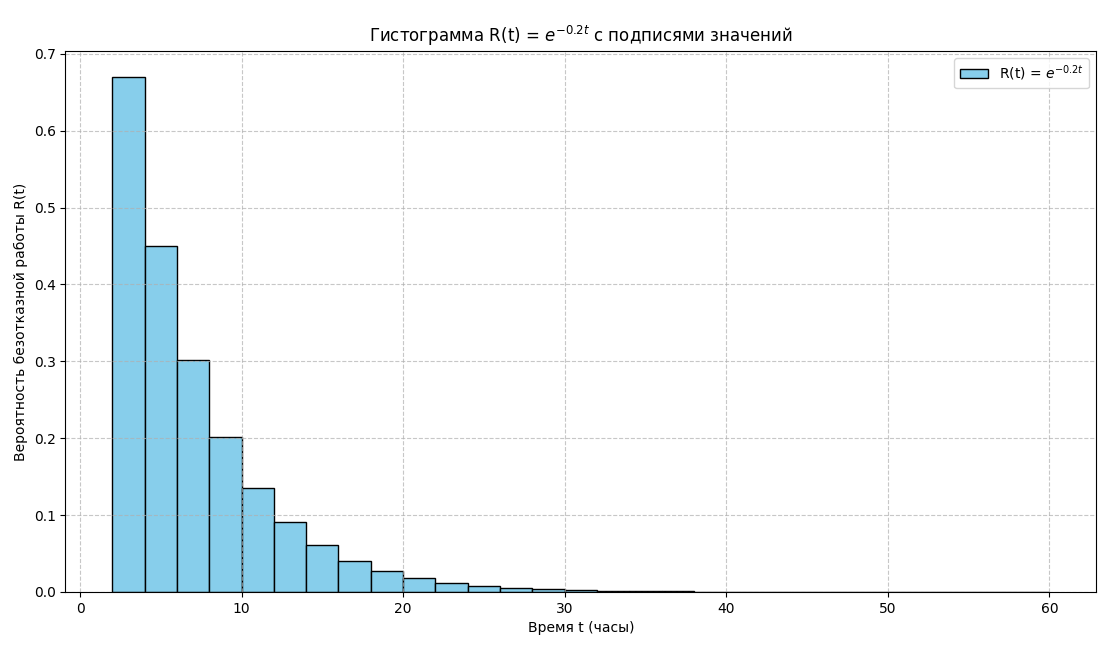 Гистограмма R(t) = e^{-0.2t} с подписями значений
R(t) = e^{-0.2t}
Вероятность безотказной работы R(t)
0.7
0.6
0.5
0.4
0.3
0.2
0.1
0.0
0 10 20 30 40 50 60
Время t (часы)